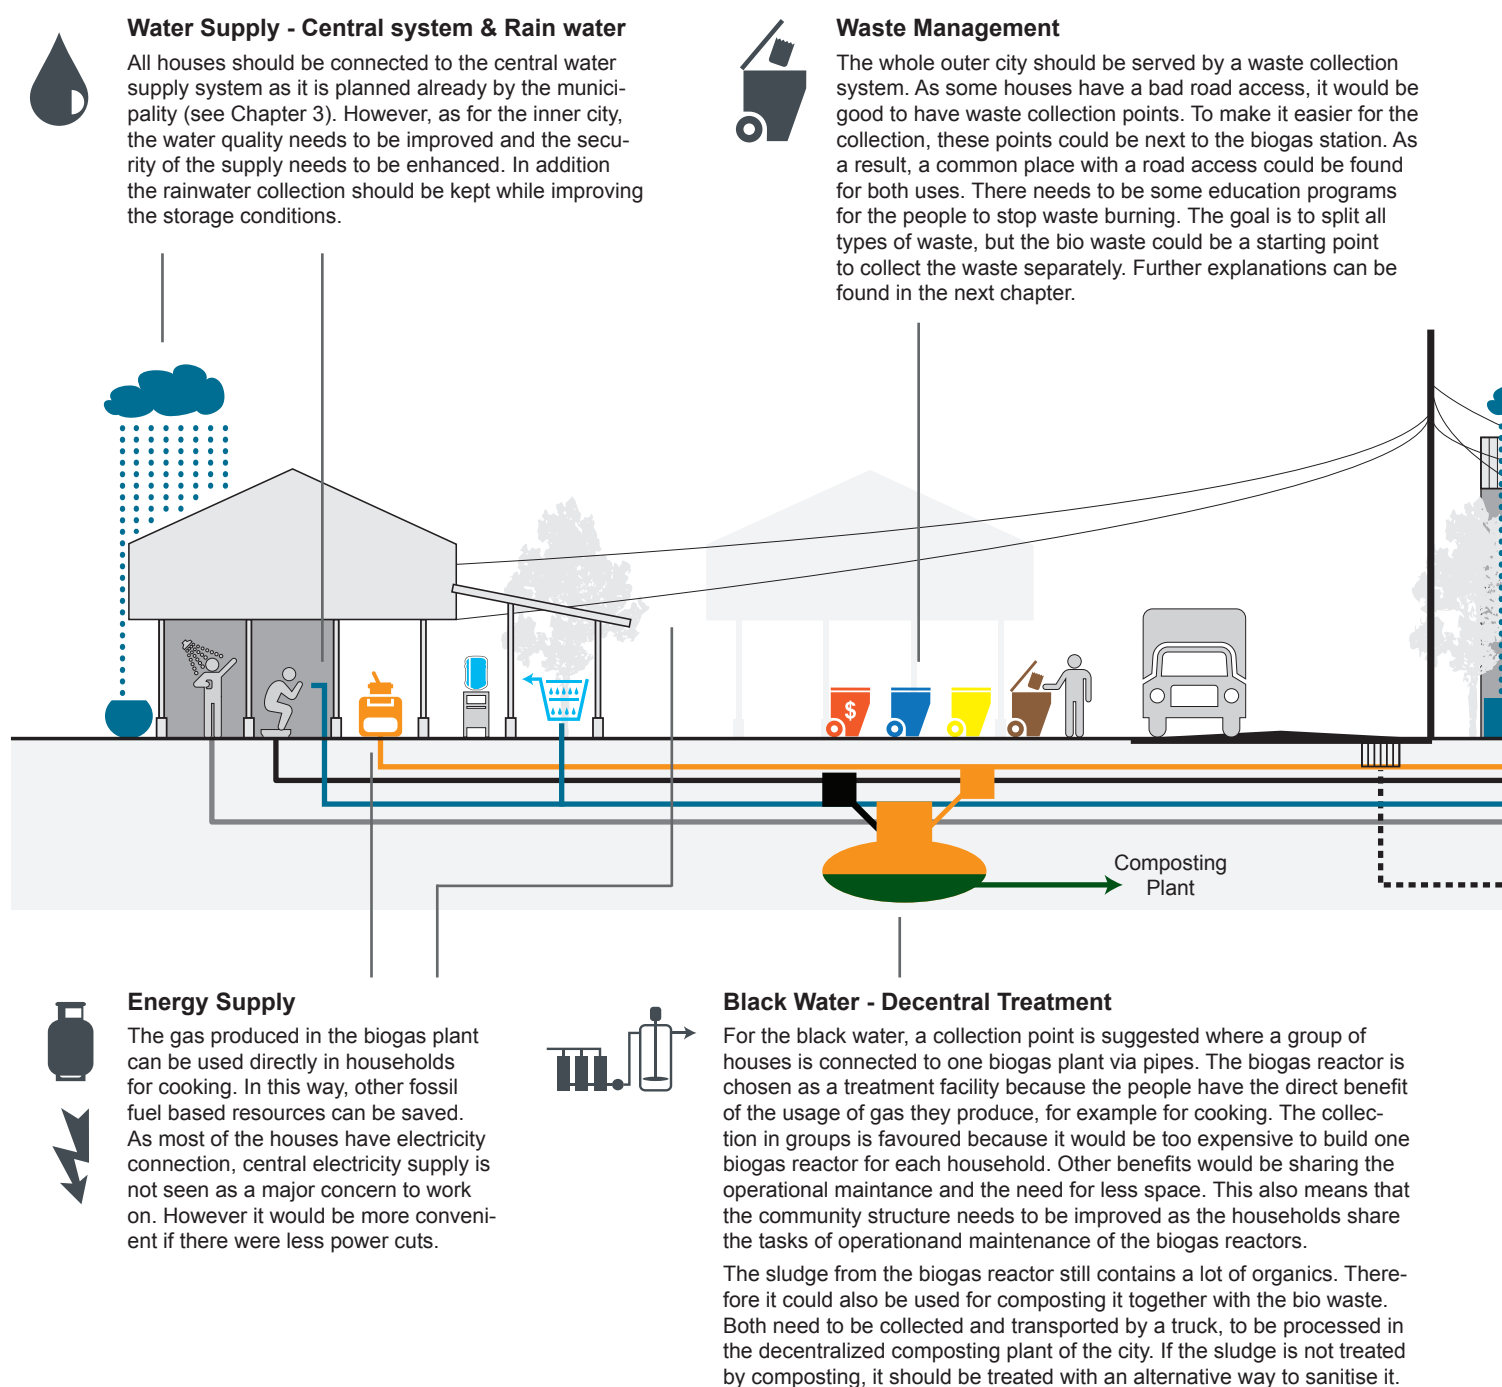 Water Supply - Central system & Rain water
All houses should be connected to the central water
supply system as it is planned already by the munici-
pality (see Chapter 3). However, as for the inner city,
the water quality needs to be improved and the secu-
rity of the supply needs to be enhanced. In addition
the rainwater collection should be kept while improving
the storage conditions.
Waste Management
The whole outer city should be served by a waste collection
system. As some houses have a bad road access, it would be
good to have waste collection points. To make it easier for the
collection, these points could be next to the biogas station. As
a result, a common place with a road access could be found
for both uses. There needs to be some education programs
for the people to stop waste burning. The goal is to split all
types of waste, but the bio waste could be a starting point
to collect the waste separately. Further explanations can be
found in the next chapter.
$
Composting
Plant
Energy Supply
The gas produced in the biogas plant
can be used directly in households
for cooking. In this way, other fossil
fuel based resources can be saved.
As most of the houses have electricity
connection, central electricity supply is
not seen as a major concern to work
on. However it would be more conveni-
ent if there were less power cuts.
Black Water - Decentral Treatment
For the black water, a collection point is suggested where a group of
houses is connected to one biogas plant via pipes. The biogas reactor is
chosen as a treatment facility because the people have the direct benefit
of the usage of gas they produce, for example for cooking. The collec-
tion in groups is favoured because it would be too expensive to build one
biogas reactor for each household. Other benefits would be sharing the
operational maintance and the need for less space. This also means that
the community structure needs to be improved as the households share
the tasks of operationand maintenance of the biogas reactors.
The sludge from the biogas reactor still contains a lot of organics. There-
fore it could also be used for composting it together with the bio waste.
Both need to be collected and transported by a truck, to be processed in
the decentralized composting plant of the city. If the sludge is not treated
by composting, it should be treated with an alternative way to sanitise it.